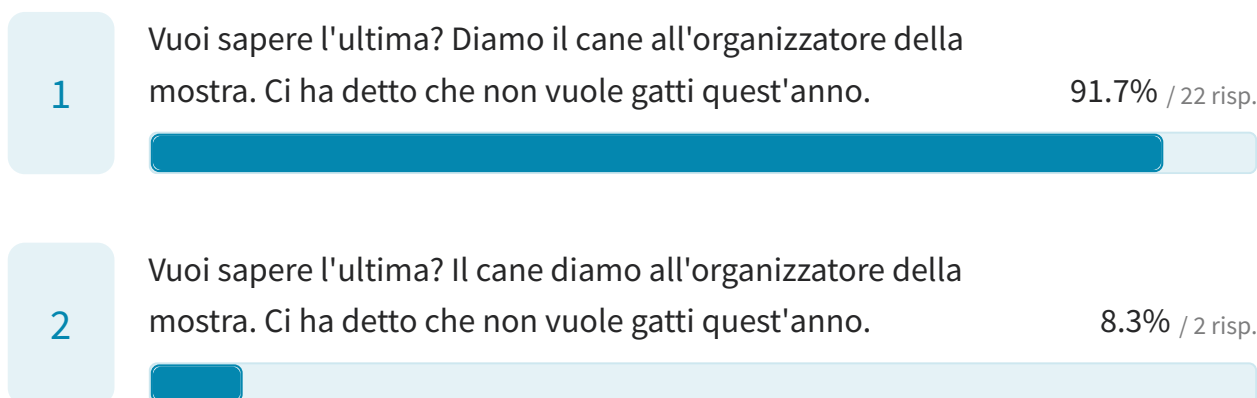 1
Vuoi sapere l'ultima? Diamo il cane all'organizzatore della
mostra. Ci ha detto che non vuole gatti quest'anno.
91.7% / 22 risp.
2
Vuoi sapere l'ultima? Il cane diamo all'organizzatore della
mostra. Ci ha detto che non vuole gatti quest'anno.
8.3% / 2 risp.